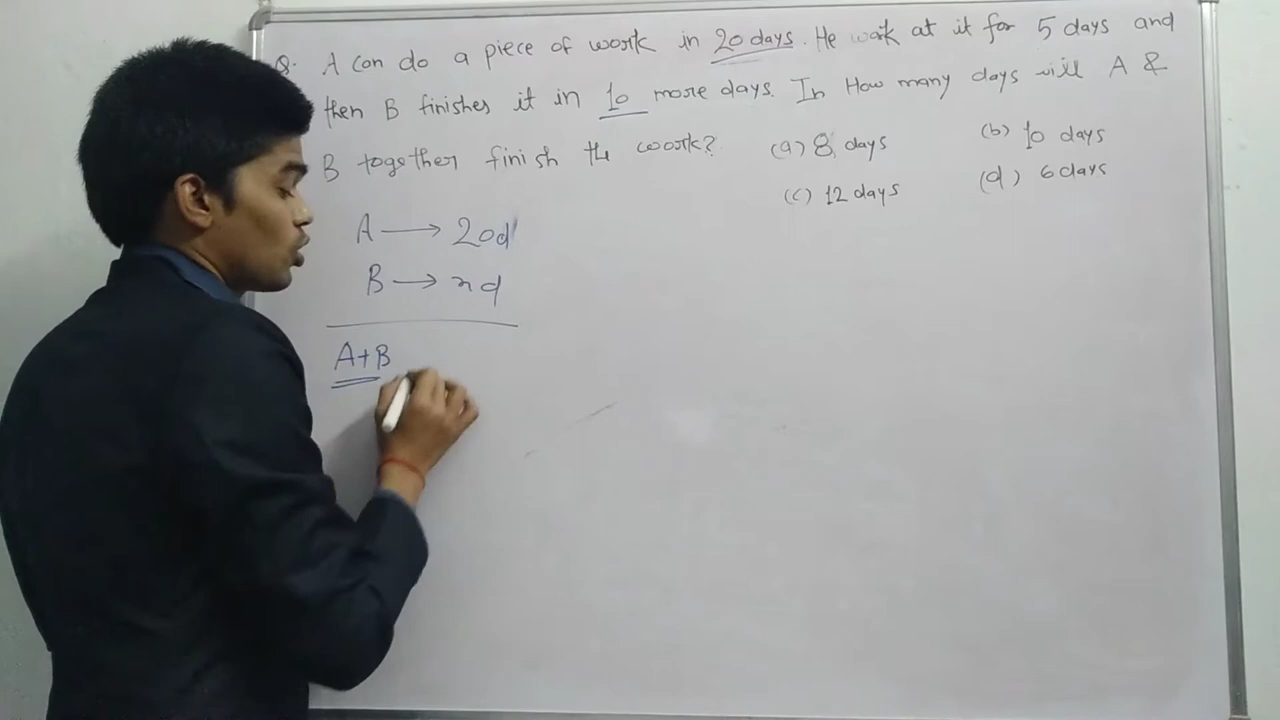 Q. A Can do a piece of work in 20 days. He work at it for 5 days and
then B finishes it in 10 more days. In How many days will A &
B together finish the work?
(a) 8 days
(b) 10 days
(c) 12 days
(d) 6 days
A → 20d
B → xd
A+B